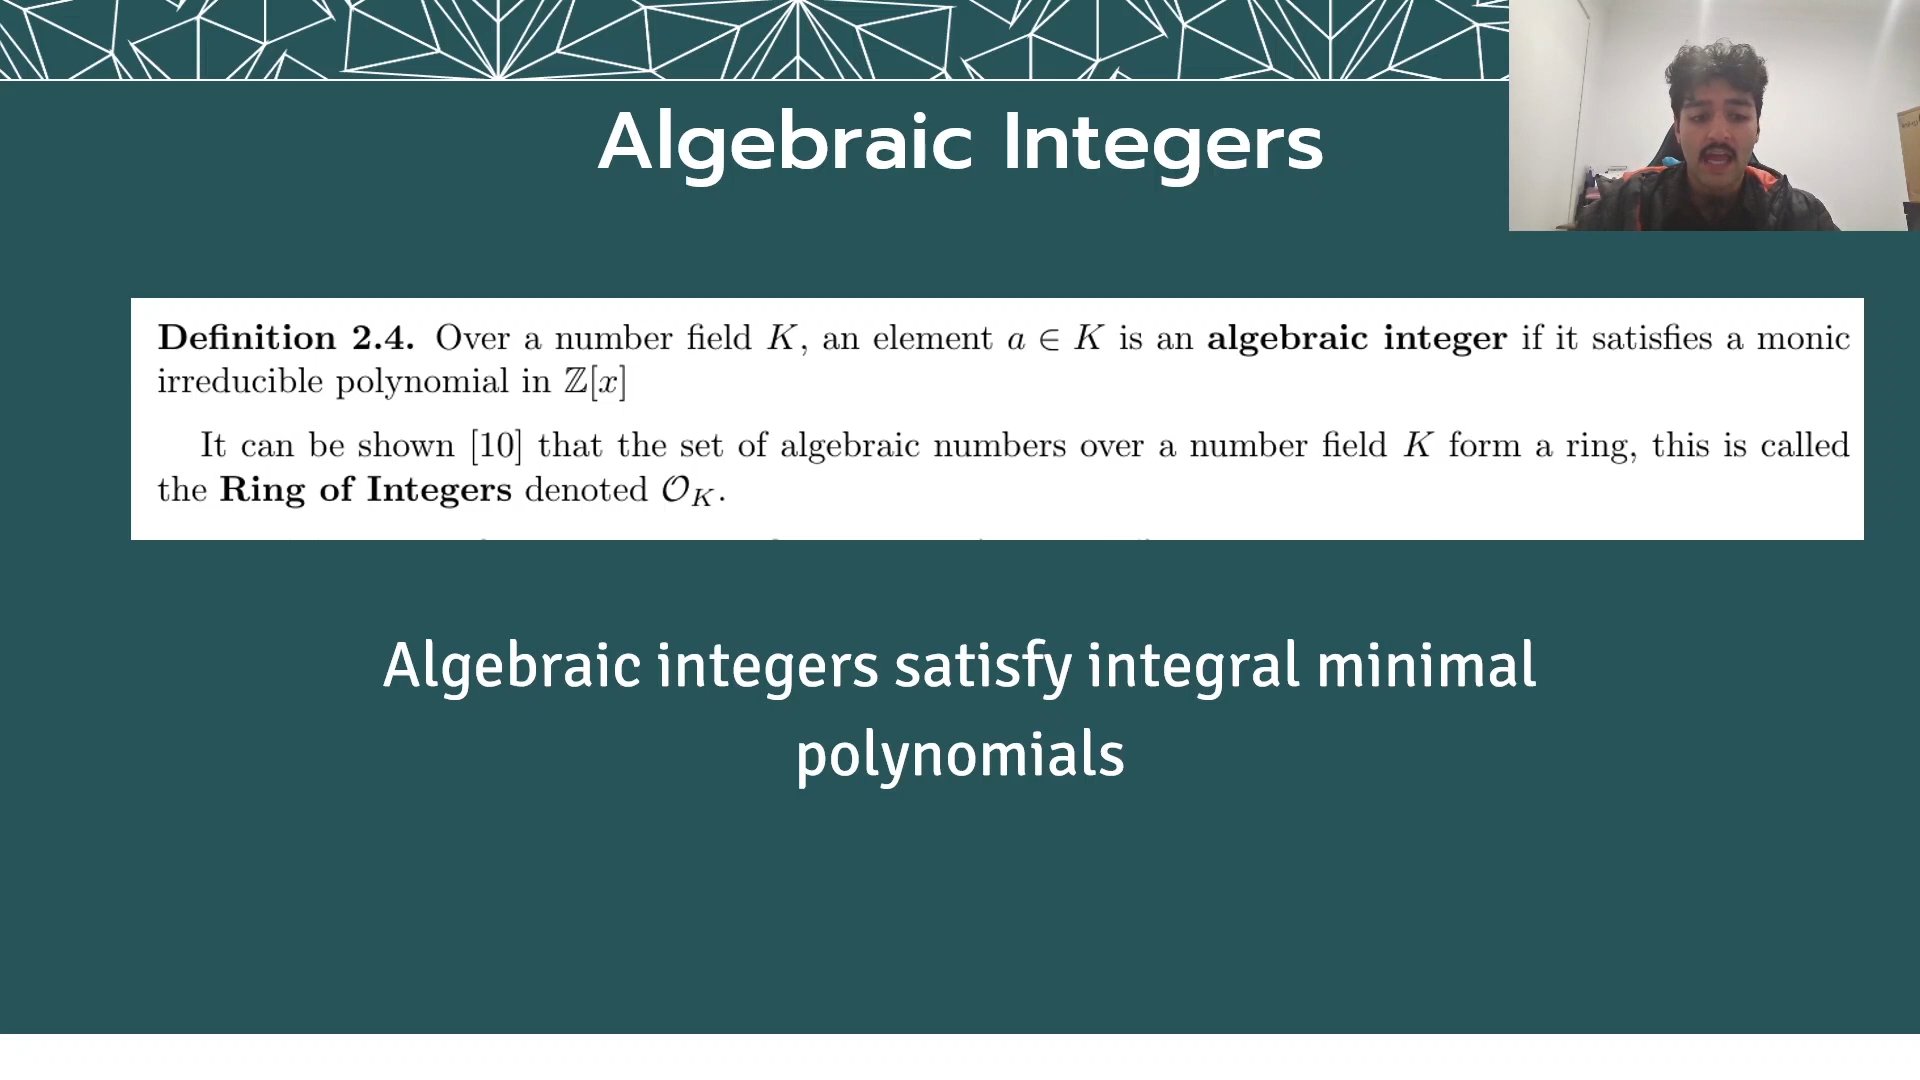 Algebraic Integers
Definition 2.4. Over a number field K, an element a ∈ K is an algebraic integer if it satisfies a monic
irreducible polynomial in ℤ[x]
It can be shown [10] that the set of algebraic numbers over a number field K form a ring, this is called
the Ring of Integers denoted 𝒪_K.
Algebraic integers satisfy integral minimal
polynomials